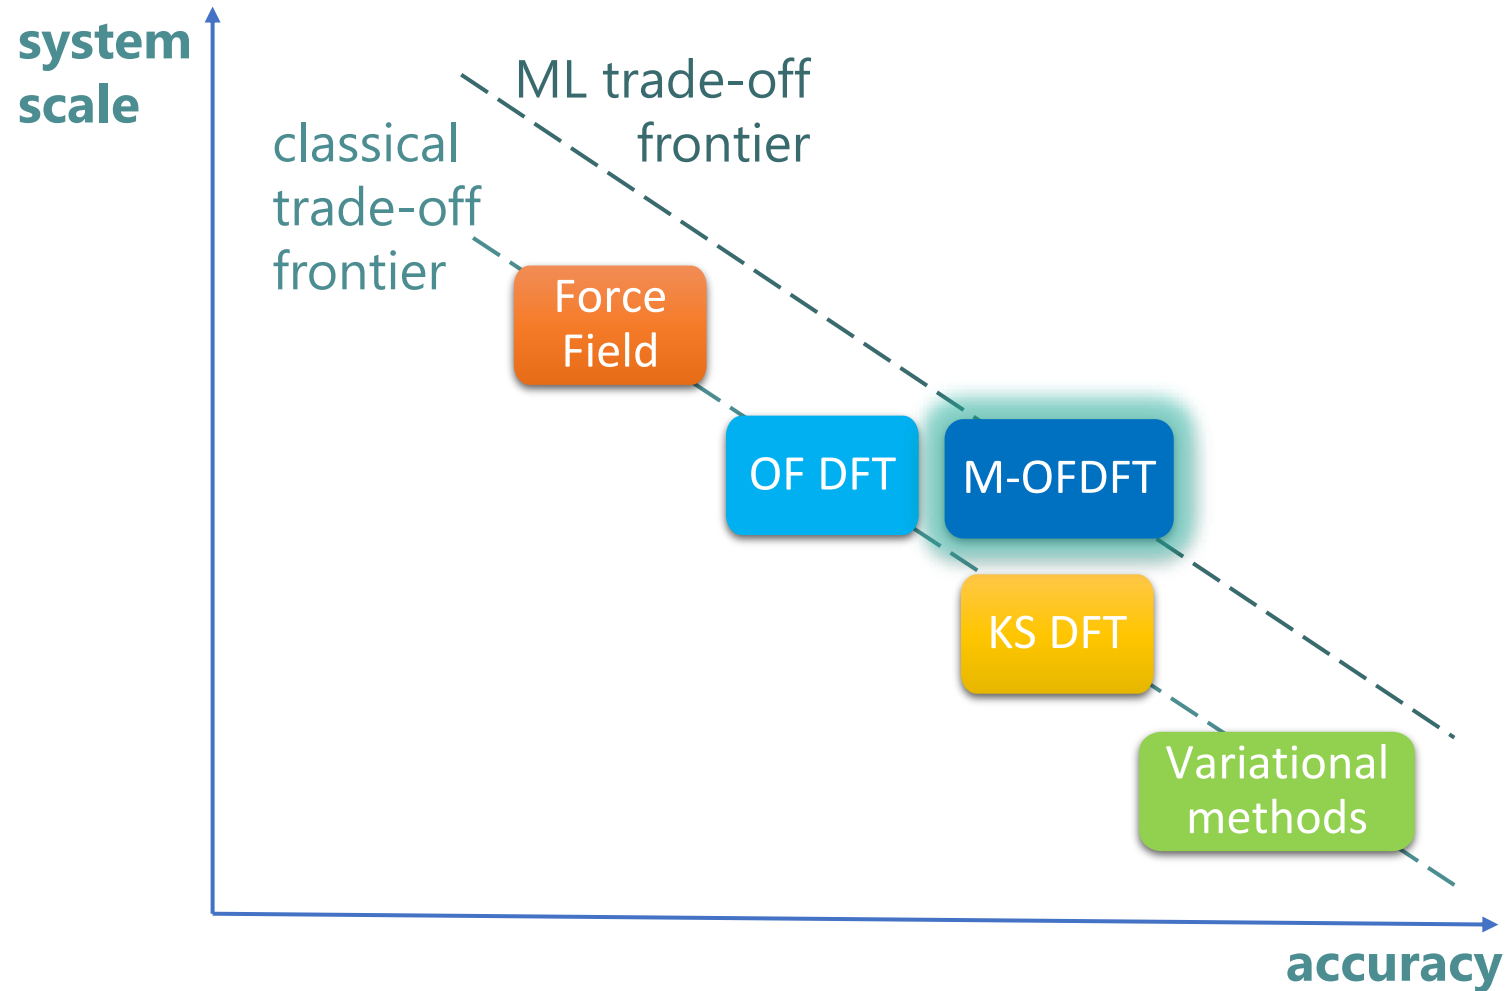 system
scale
ML trade-off
frontier
classical
trade-off
frontier
Force
Field
OF DFT
M-OFDFT
KS DFT
Variational
methods
accuracy